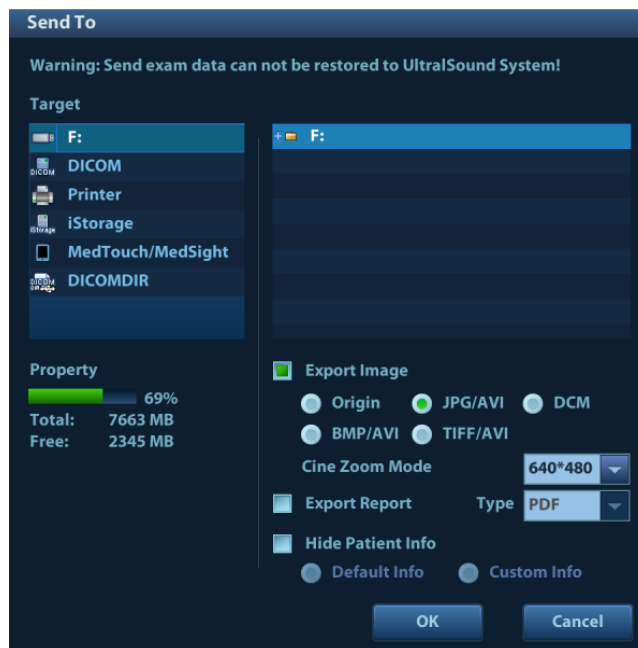 Send To
Warning: Send exam data can not be restored to UltralSound System!
Target
F:
DICOM
Printer
iStorage
MedTouch/MedSight
DICOMDIR
F:
Property
69%
Total: 7663 MB
Free: 2345 MB
Export Image
Origin JPG/AVI DCM
BMP/AVI TIFF/AVI
Cine Zoom Mode 640*480
Export Report Type PDF
Hide Patient Info
Default Info Custom Info
OK Cancel